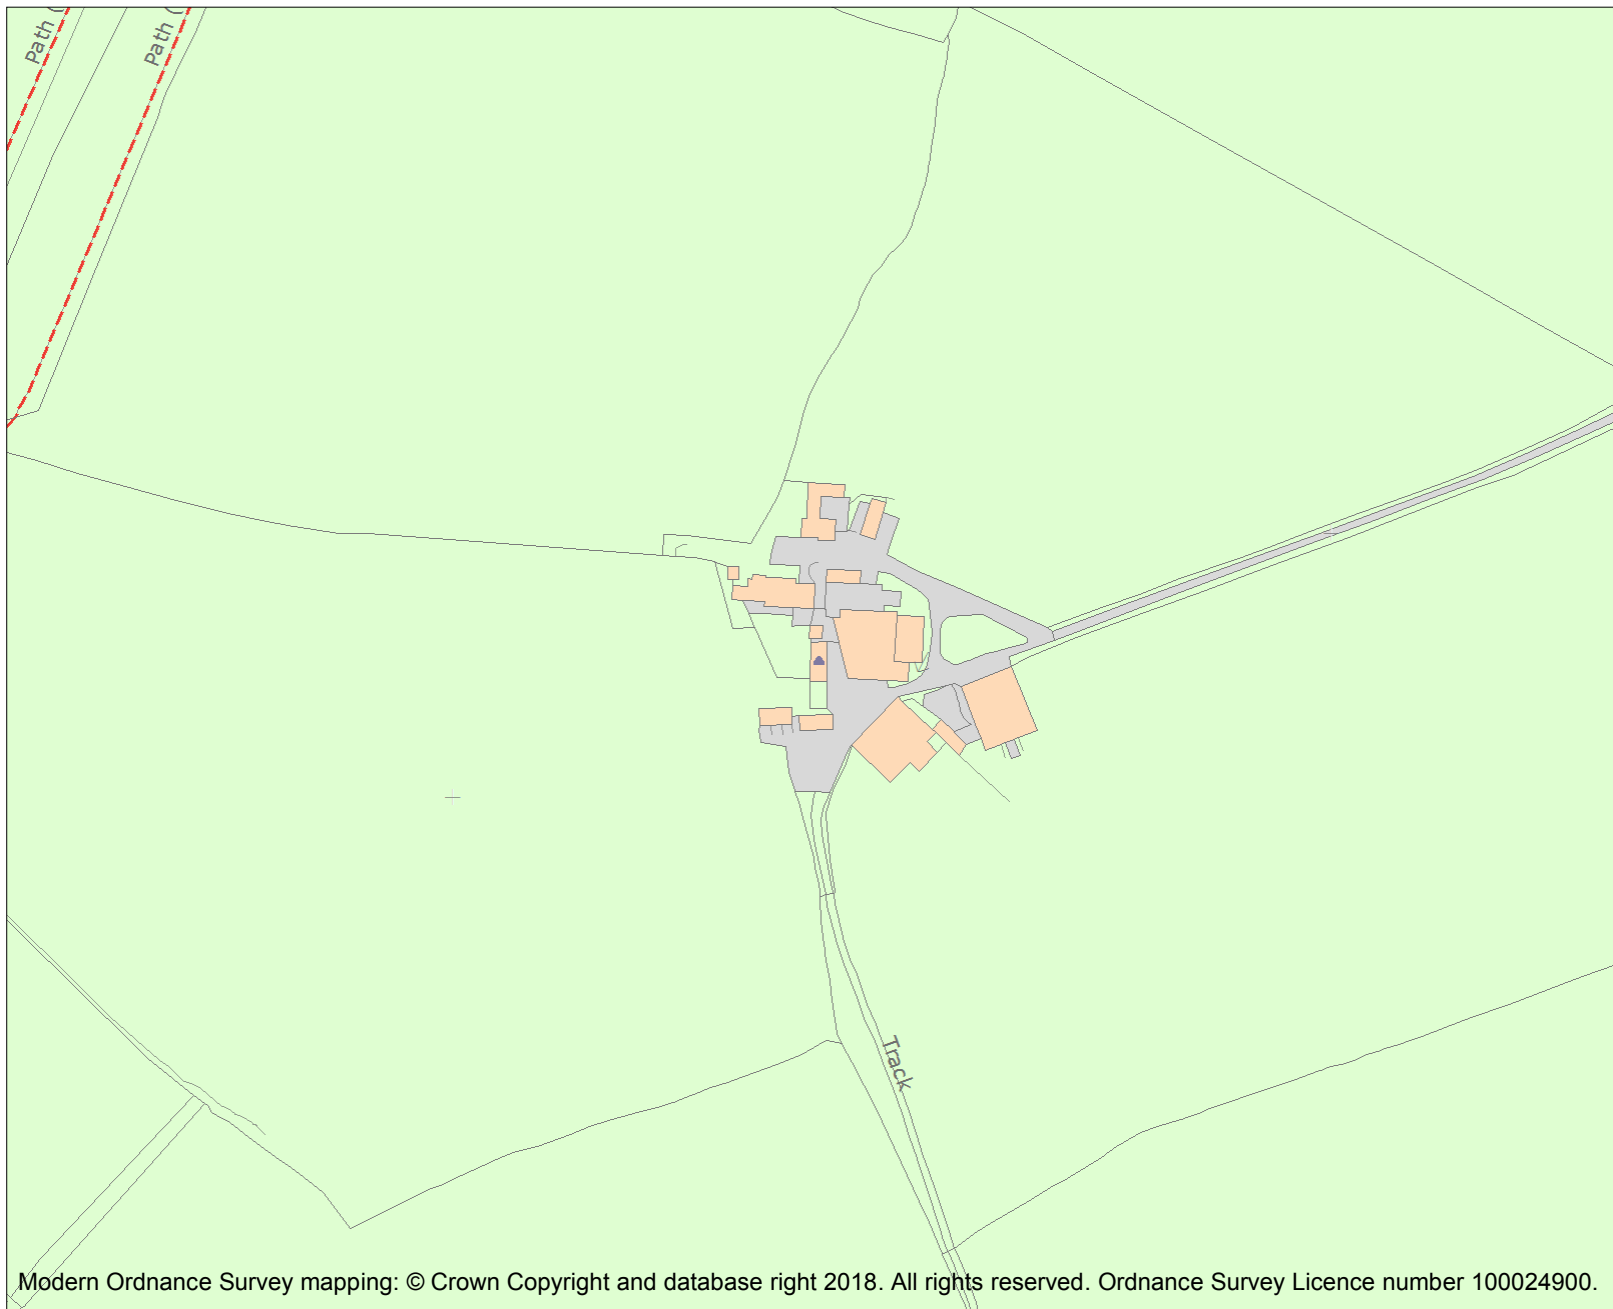 Path (
Path (
Track
Modern Ordnance Survey mapping: © Crown Copyright and database right 2018. All rights reserved. Ordnance Survey Licence number 100024900.